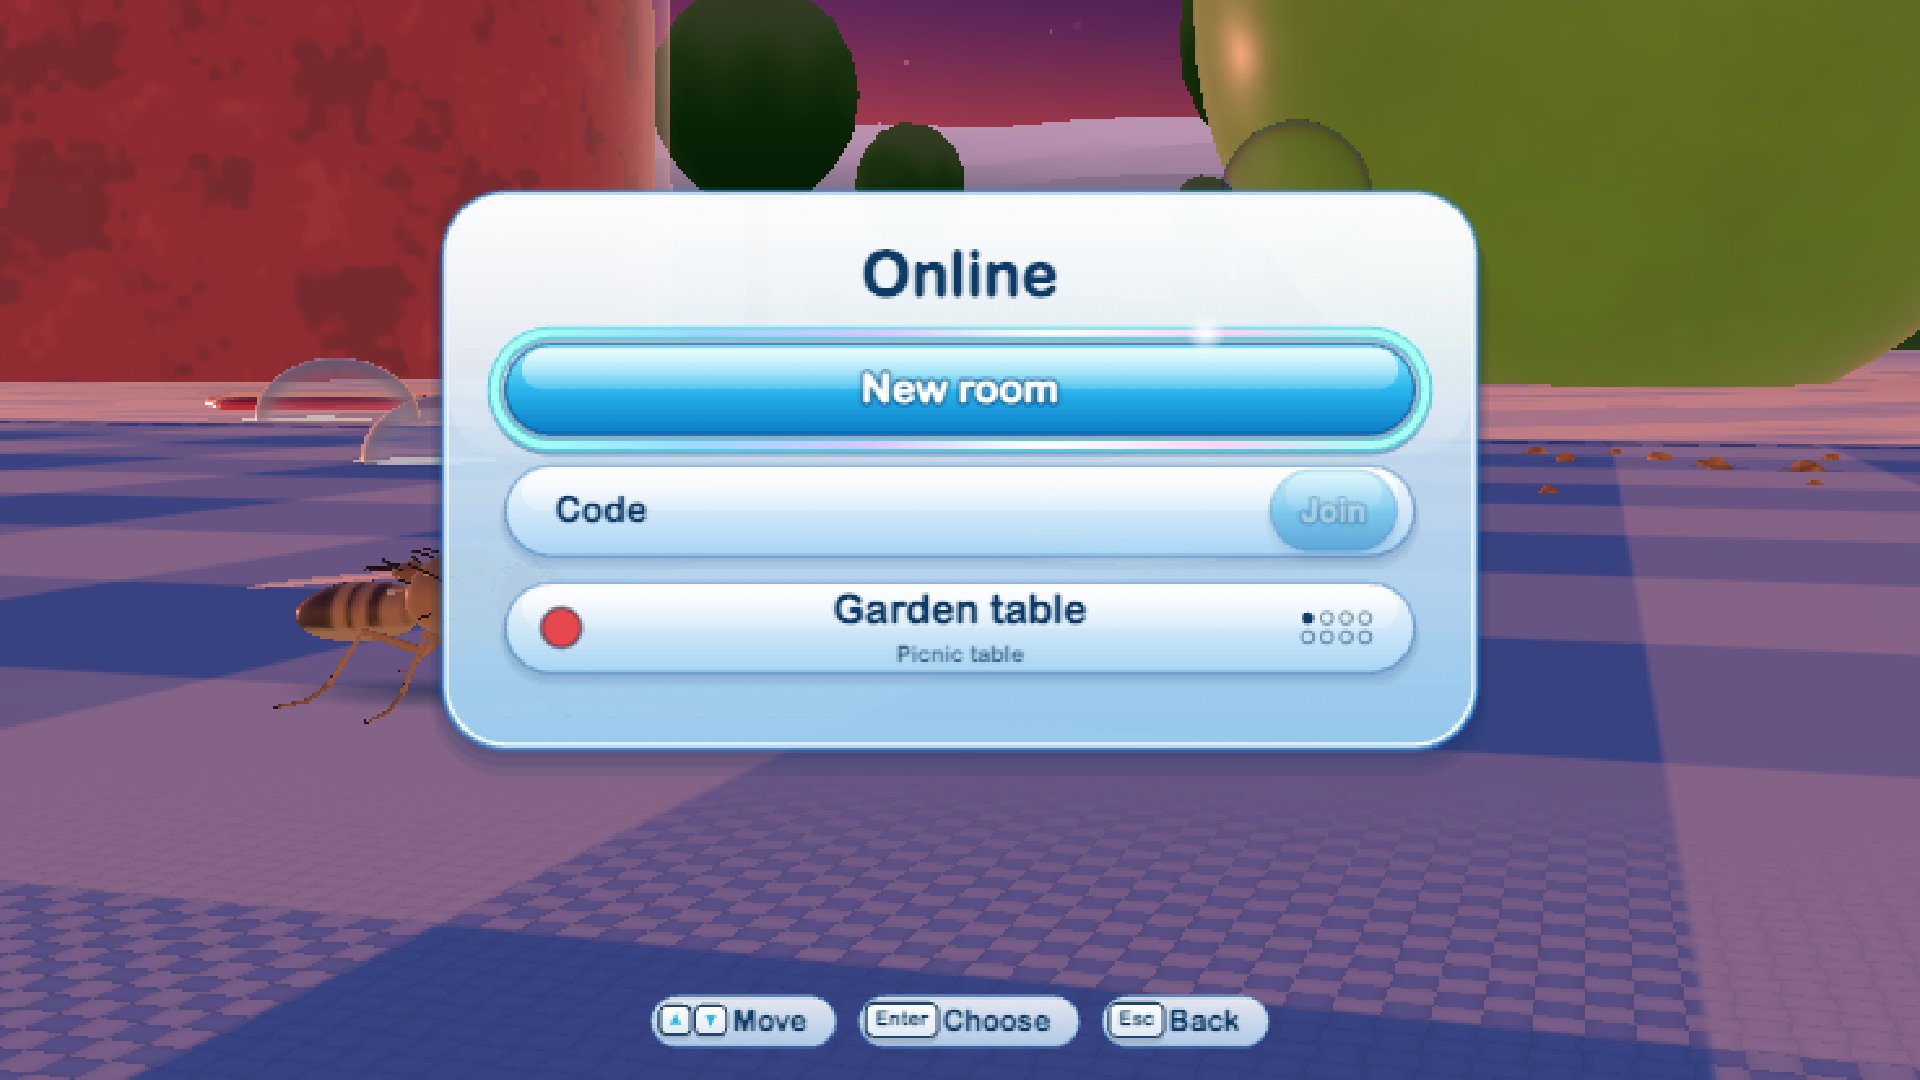 Online
New room
Code
Join
Garden table
Picnic table
Move
Enter Choose
Esc Back